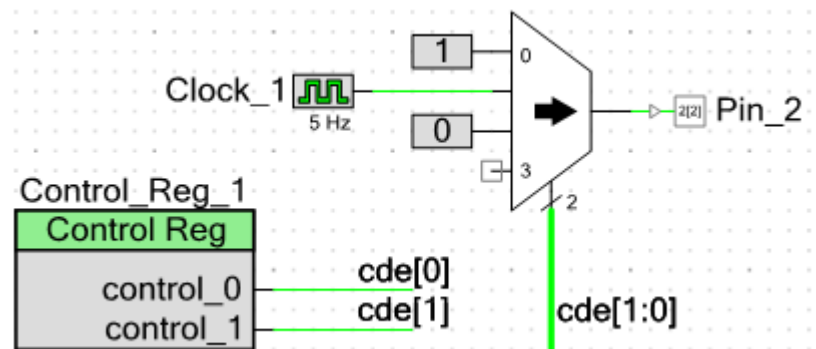 1
0
Clock_1
5 Hz
0
3
2[2]
Pin_2
Control_Reg_1
2
Control Reg
control_0
cde[0]
control_1
cde[1]
cde[1:0]